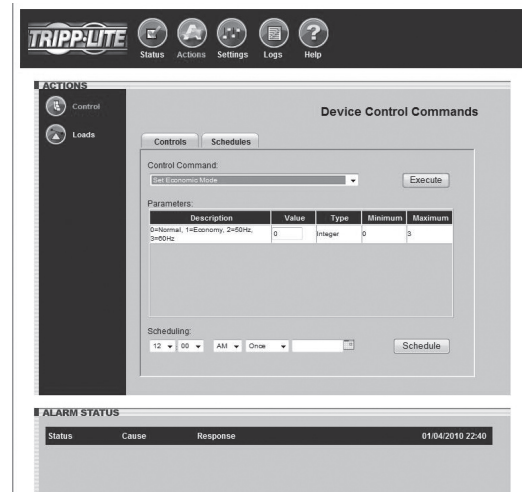 TRIPP·LITE
Status Actions Settings Logs Help
ACTIONS
Control
Loads
Device Control Commands
Controls Schedules
Control Command:
Set Economic Mode
Execute
Parameters:
Description Value Type Minimum Maximum
0=Normal, 1=Economy, 2=50Hz,
3=60Hz
0 Integer 0 3
Scheduling:
12 00 AM Once
Schedule
ALARM STATUS
Status Cause Response 01/04/2010 22:40